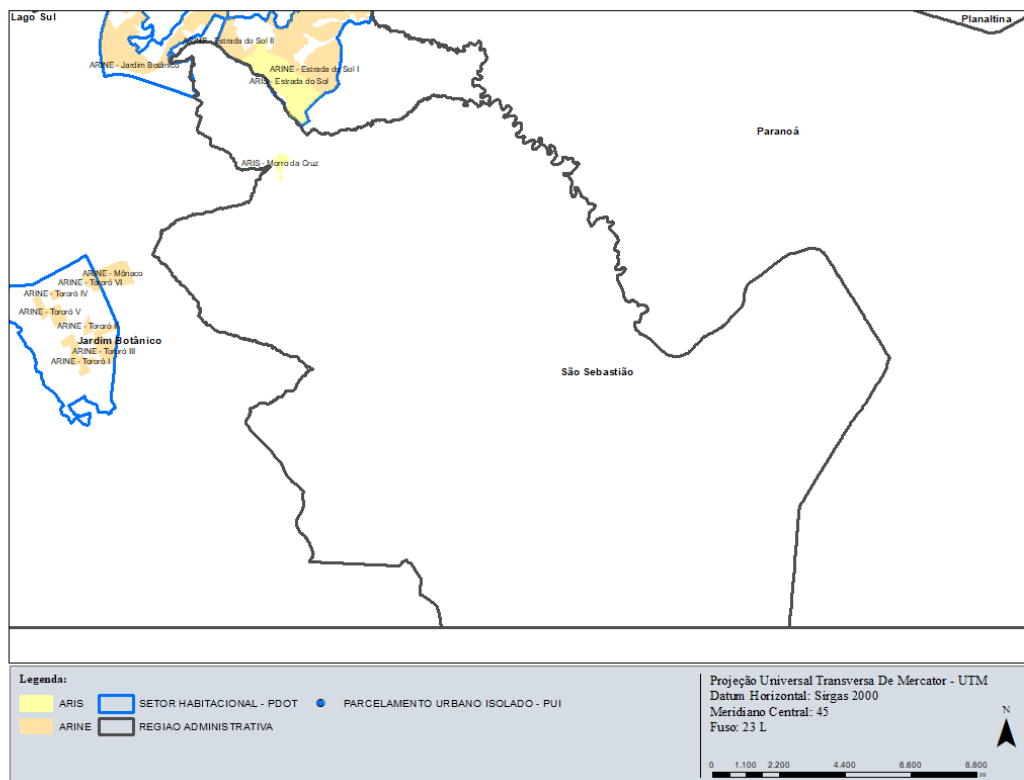 Lago Sul
Planaltina
ARINE - Estrada do Sol II
ARINE - Jardim Botânico
ARINE - Estrada do Sol I
ARIS - Estrada do Sol
Paranoá
ARIS - Morro da Cruz
ARINE - Mônaco
ARINE - Tororó VI
ARINE - Tororó IV
ARINE - Tororó V
ARINE - Tororó II
Jardim Botânico
ARINE - Tororó III
ARINE - Tororó I
São Sebastião
Legenda:
ARIS
SETOR HABITACIONAL - PDOT
PARCELAMENTO URBANO ISOLADO - PUI
ARINE
REGIAO ADMINISTRATIVA
Projeção Universal Transversa De Mercator - UTM
Datum Horizontal: Sirgas 2000
Meridiano Central: 45
Fuso: 23 L
N
0 1.100 2.200 4.400 6.600 8.800
m